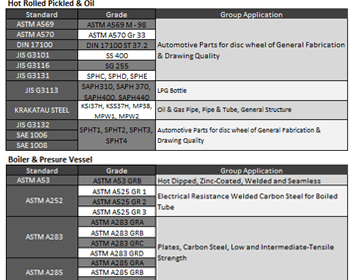 Hot Rolled Pickled & Oil
Standard Grade Group Application
ASTM A569 ASTM A569 M - 98
ASTM A570 ASTM A570 Gr 33
DIN 17100 DIN 17100 ST 37.2
JIS G3101 SS 400
JIS G3116 SG 255
JIS G3131 SPHC, SPHD, SPHE
Automotive Parts for disc wheel of General Fabrication
& Drawing Quality
JIS G3113
SAPH310, SAPH 370,
SAPH400, SAPH440
LPG Bottle
KRAKATAU STEEL
KSI37H, KSS37H, MP38,
MPW1, MPW2
Oil & Gas Pipe, Pipe & Tube, General Structure
JIS G3132
SAE 1006
SAE 1008
SPHT1, SPHT2, SPHT3,
SPHT4
Automotive Parts for disc wheel of General Fabrication &
Drawing Quality
Boiler & Presure Vessel
Standard Grade Group Application
ASTM A53 ASTM A53 GRB Hot Dipped, Zinc-Coated, Welded and Seamless
ASTM A252
ASTM A525 GR 1
ASTM A525 GR 2
ASTM A525 GR 3
Electrical Resistance Welded Carbon Steel for Boiled
Tube
ASTM A283
ASTM A283 GRA
ASTM A283 GRB
ASTM A283 GRC
ASTM A283 GRD
ASTM A285
ASTM A285 GRA
ASTM A285 GRB
Plates, Carbon Steel, Low and Intermediate-Tensile
Strength